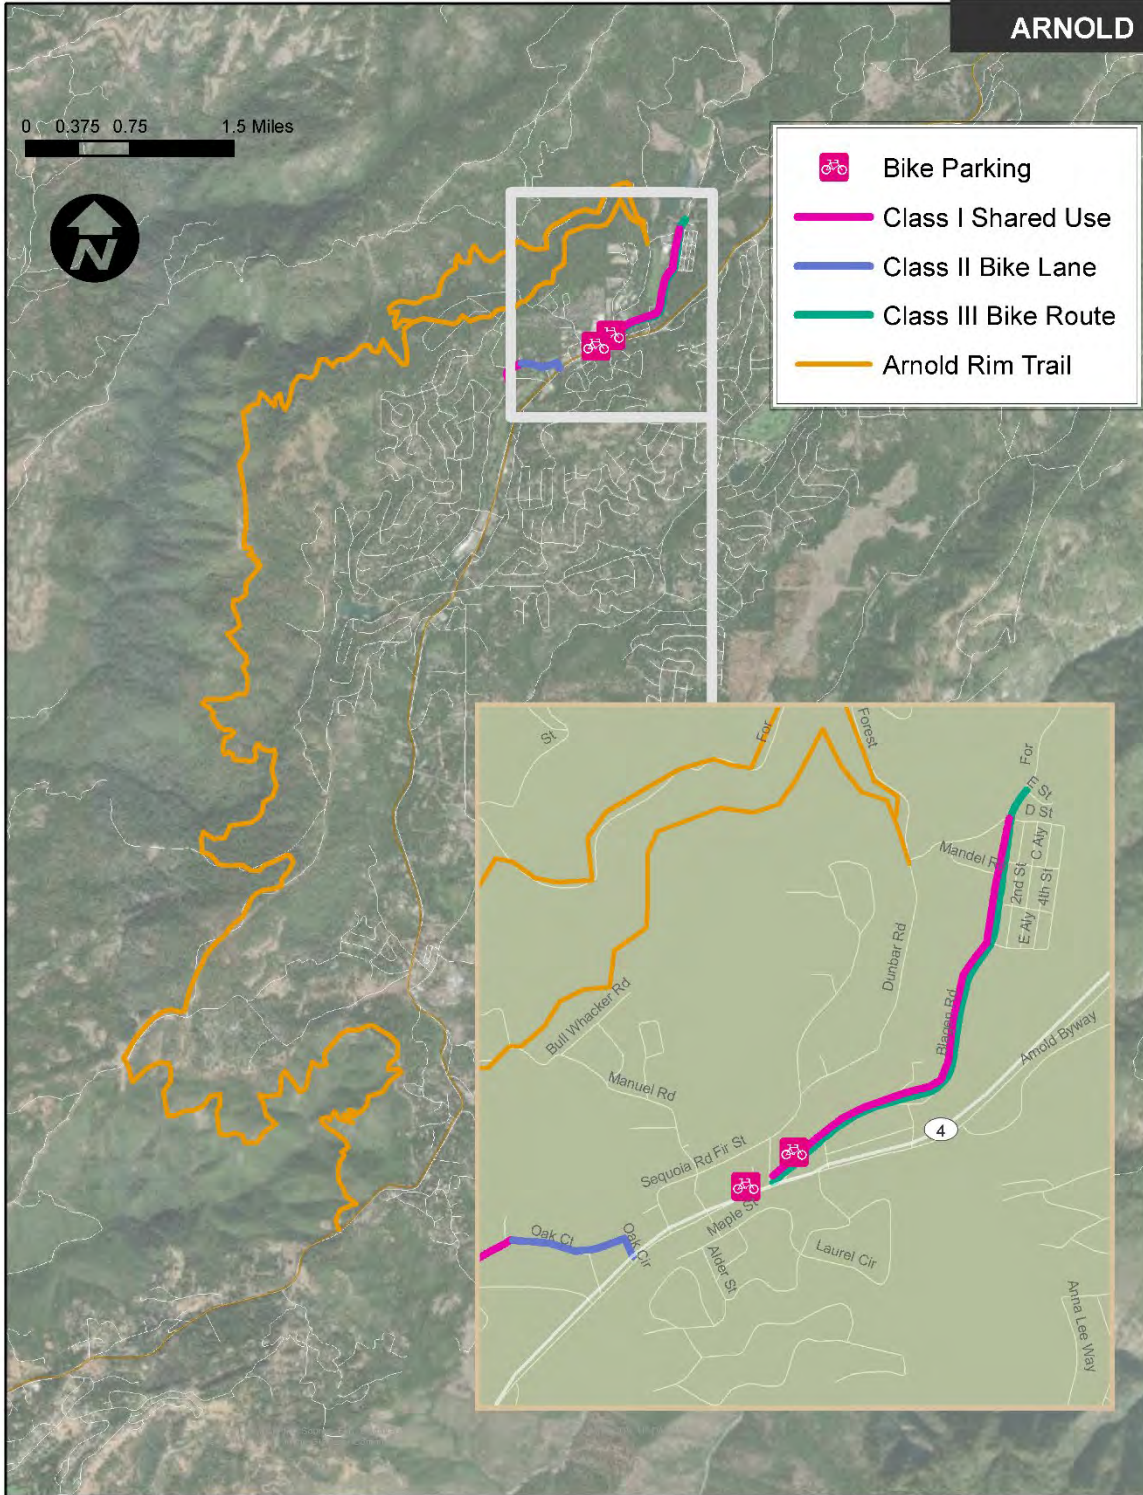 ARNOLD
0 0.375 0.75 1.5 Miles
N
Bike Parking
Class I Shared Use
Class II Bike Lane
Class III Bike Route
Arnold Rim Trail
St
For
Forest
For
E St
D St
Mandel R
C Aly
2nd St
4th St
E Aly
Dunbar Rd
Blagen Rd
Bull Whacker Rd
Arnold Byway
Manuel Rd
4
Sequoia Rd Fir St
Maple St
Oak Ct
Oak Cir
Laurel Cir
Alder St
Anna Lee Way